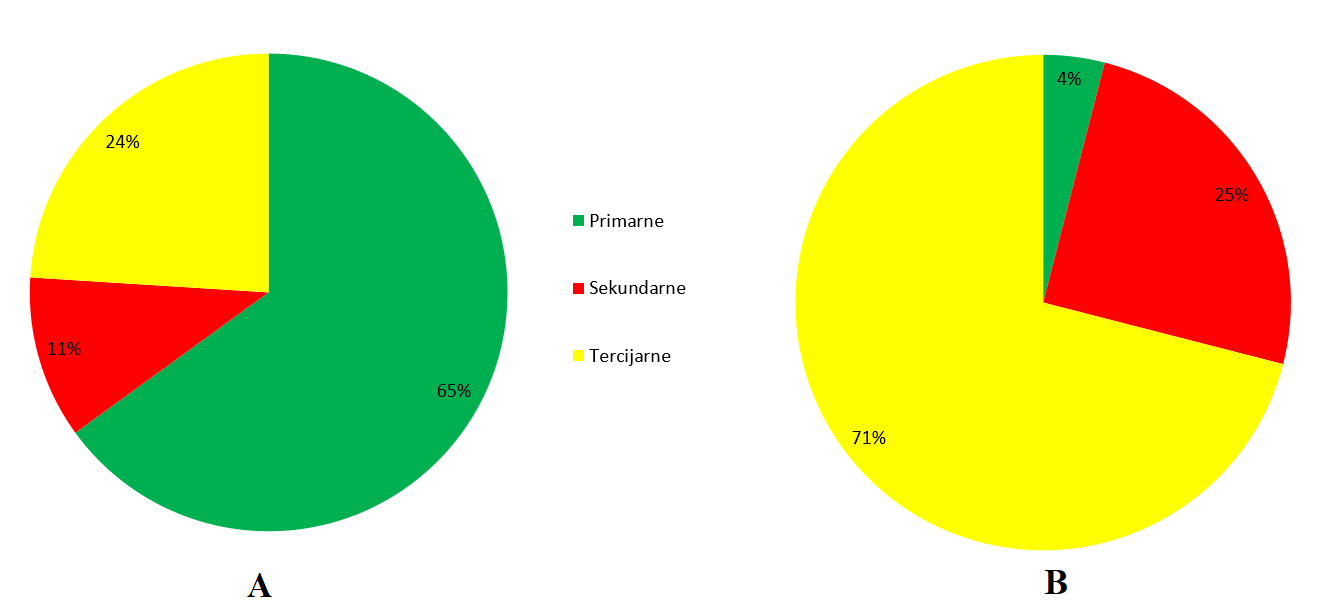 24%
11%
65%
A
Primarne
Sekundarne
Tercijarne
4%
25%
71%
B